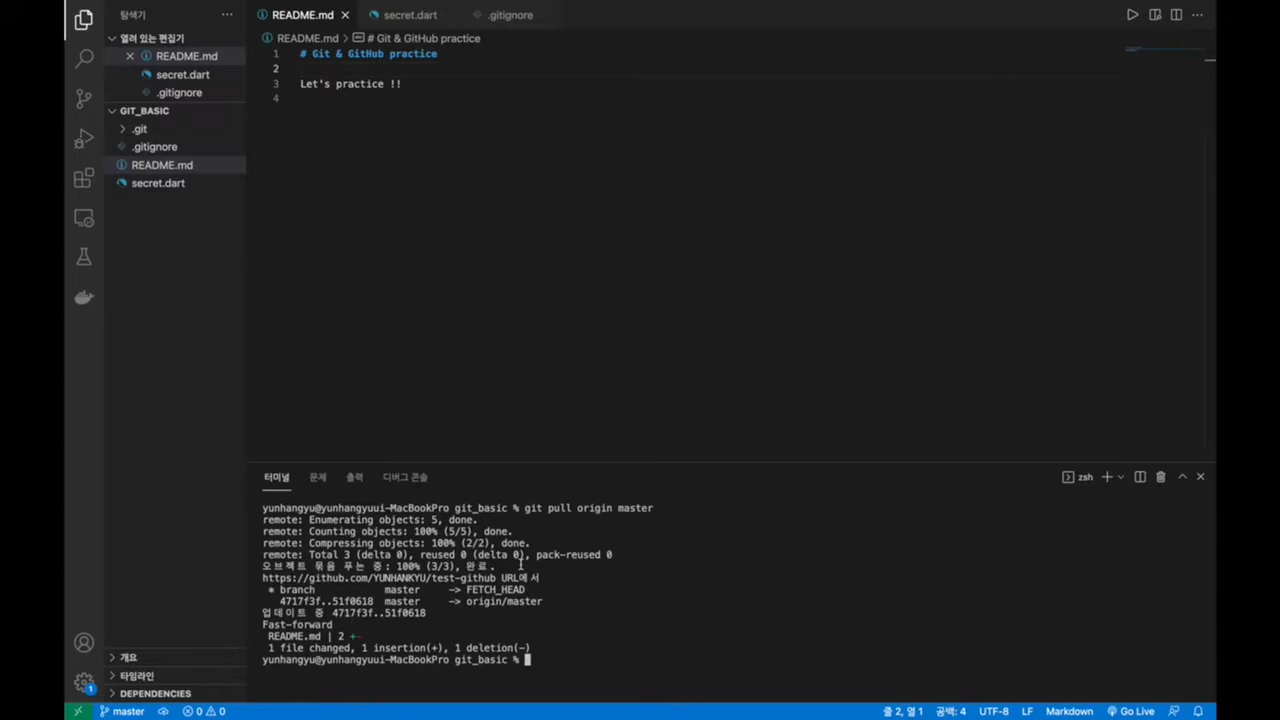 탐색기
열려 있는 편집기
README.md
secret.dart
.gitignore
GIT_BASIC
.git
.gitignore
README.md
secret.dart
개요
타임라인
DEPENDENCIES
README.md
secret.dart
.gitignore
README.md > # Git & GitHub practice
1 # Git & GitHub practice
2
3 Let's practice !!
4
터미널 문제 출력 디버그 콘솔
zsh
yunhangyu@yunhangyuui-MacBookPro git_basic % git pull origin master
remote: Enumerating objects: 5, done.
remote: Counting objects: 100% (5/5), done.
remote: Compressing objects: 100% (2/2), done.
remote: Total 3 (delta 0), reused 0 (delta 0), pack-reused 0
오브젝트 묶음 푸는 중: 100% (3/3), 완료.
https://github.com/YUNHANKYU/test-github URL에서
* branch master -> FETCH_HEAD
4717f3f..51f0618 master -> origin/master
업데이트 중 4717f3f..51f0618
Fast-forward
README.md | 2 +-
1 file changed, 1 insertion(+), 1 deletion(-)
yunhangyu@yunhangyuui-MacBookPro git_basic %
1
master 0 0 줄 2, 열 1 공백: 4 UTF-8 LF Markdown Go Live